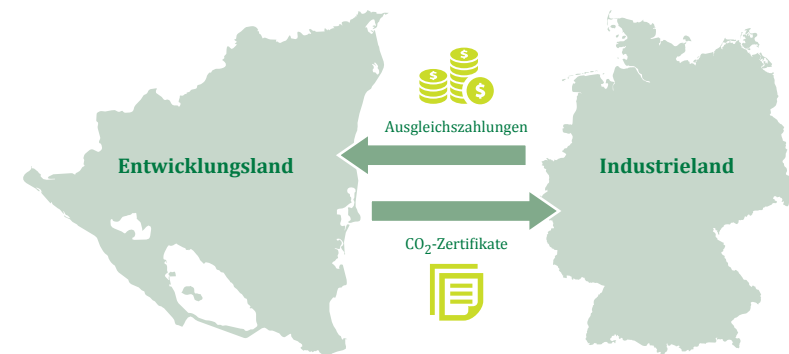 $
$
$
Ausgleichszahlungen
Entwicklungsland
Industrieland
CO₂-Zertifikate